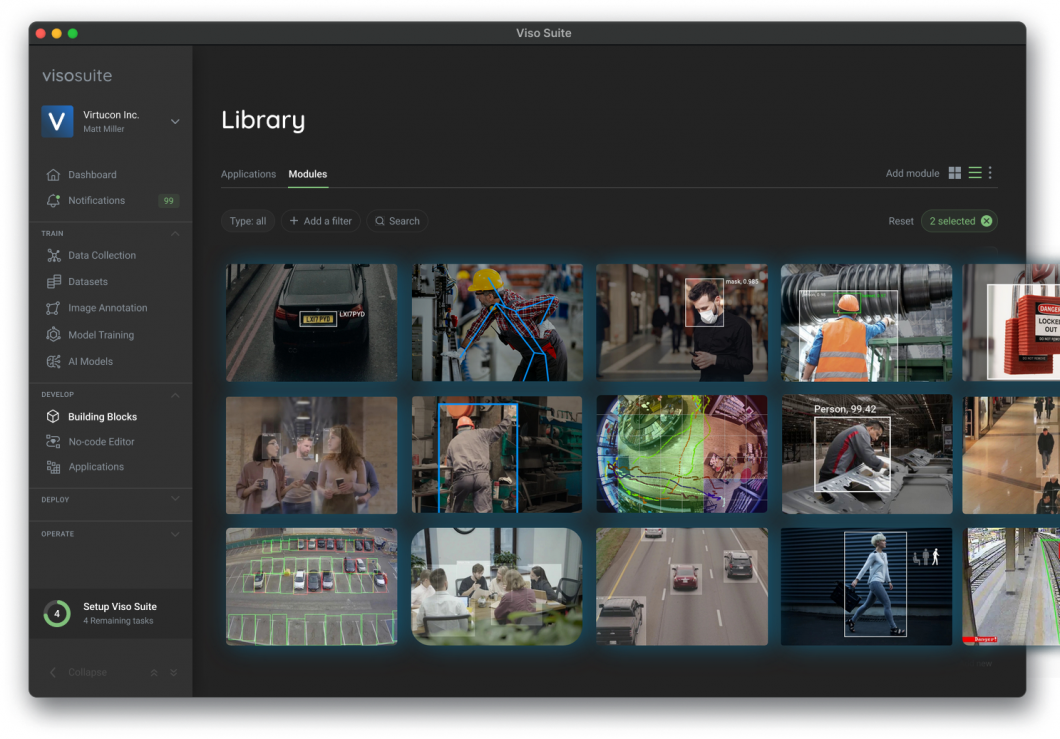 Viso Suite
visosuite
Virtucon Inc.
Matt Miller
Dashboard
Notifications 99
TRAIN
Data Collection
Datasets
Image Annotation
Model Training
AI Models
DEVELOP
Building Blocks
No-code Editor
Applications
DEPLOY
OPERATE
4
Setup Viso Suite
4 Remaining tasks
Collapse
Library
Applications Modules
Add module
Type: all + Add a filter Search
Reset 2 selected
LX17PYD LX17PYD
mask, 0.985
DANGER
LOCKED
OUT
Person, 99.42
Danger!